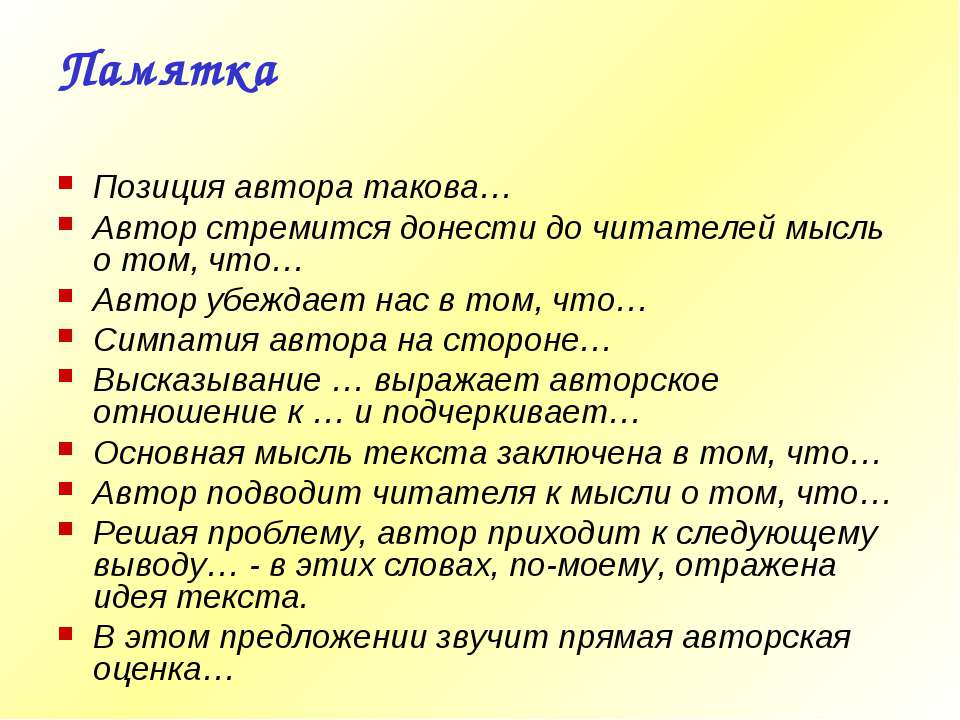 Памятка
Позиция автора такова…
Автор стремится донести до читателей мысль
о том, что…
Автор убеждает нас в том, что…
Симпатия автора на стороне…
Высказывание … выражает авторское
отношение к … и подчеркивает…
Основная мысль текста заключена в том, что…
Автор подводит читателя к мысли о том, что…
Решая проблему, автор приходит к следующему
выводу… - в этих словах, по-моему, отражена
идея текста.
В этом предложении звучит прямая авторская
оценка…